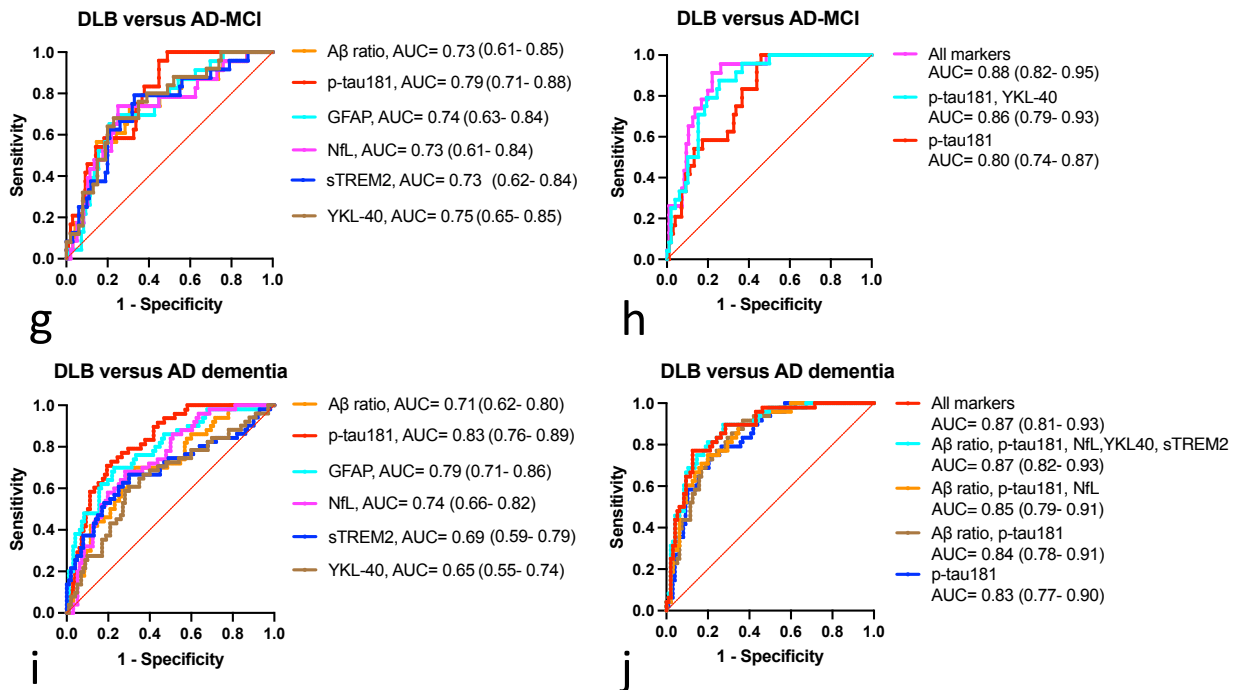 DLB versus AD-MCI
Sensitivity
1.0
0.8
0.6
0.4
0.2
0.0
0.0 0.2 0.4 0.6 0.8 1.0
1 - Specificity
Aβ ratio, AUC= 0.73 (0.61- 0.85)
p-tau181, AUC= 0.79 (0.71- 0.88)
GFAP, AUC= 0.74 (0.63- 0.84)
NfL, AUC= 0.73 (0.61- 0.84)
sTREM2, AUC= 0.73 (0.62- 0.84)
YKL-40, AUC= 0.75 (0.65- 0.85)
g
DLB versus AD-MCI
Sensitivity
1.0
0.8
0.6
0.4
0.2
0.0
0.0 0.2 0.4 0.6 0.8 1.0
1 - Specificity
All markers
AUC= 0.88 (0.82- 0.95)
p-tau181, YKL-40
AUC= 0.86 (0.79- 0.93)
p-tau181
AUC= 0.80 (0.74- 0.87)
h
DLB versus AD dementia
Sensitivity
1.0
0.8
0.6
0.4
0.2
0.0
0.0 0.2 0.4 0.6 0.8 1.0
1 - Specificity
Aβ ratio, AUC= 0.71 (0.62- 0.80)
p-tau181, AUC= 0.83 (0.76- 0.89)
GFAP, AUC= 0.79 (0.71- 0.86)
NfL, AUC= 0.74 (0.66- 0.82)
sTREM2, AUC= 0.69 (0.59- 0.79)
YKL-40, AUC= 0.65 (0.55- 0.74)
i
DLB versus AD dementia
Sensitivity
1.0
0.8
0.6
0.4
0.2
0.0
0.0 0.2 0.4 0.6 0.8 1.0
1 - Specificity
All markers
AUC= 0.87 (0.81- 0.93)
Aβ ratio, p-tau181, NfL,YKL40, sTREM2
AUC= 0.87 (0.82- 0.93)
Aβ ratio, p-tau181, NfL
AUC= 0.85 (0.79- 0.91)
Aβ ratio, p-tau181
AUC= 0.84 (0.78- 0.91)
p-tau181
AUC= 0.83 (0.77- 0.90)
j